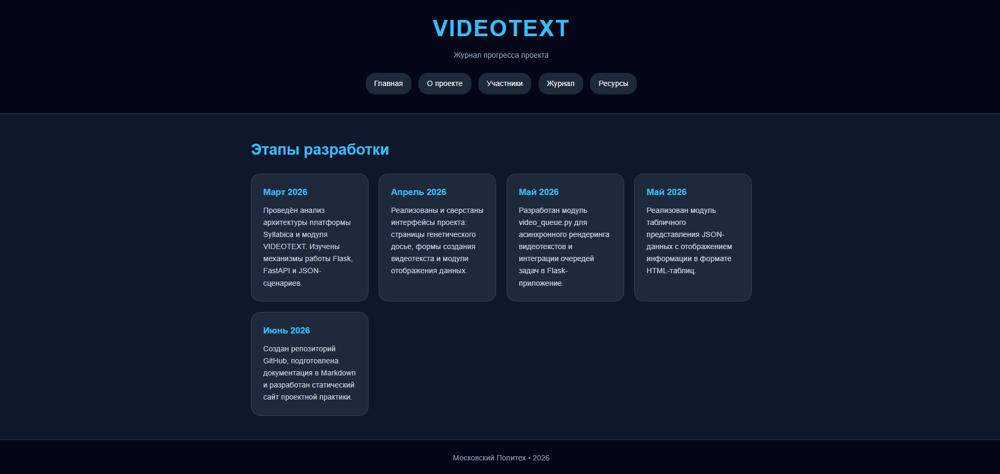 VIDEOTEXT
Журнал прогресса проекта
Главная
О проекте
Участники
Журнал
Ресурсы
Этапы разработки
Март 2026
Проведён анализ
архитектуры платформы
Syllabica и модуля
VIDEOTEXT. Изучены
механизмы работы Flask,
FastAPI и JSON-
сценариев.
Апрель 2026
Реализованы и сверстаны
интерфейсы проекта:
страницы генетического
досье, формы создания
видеотекста и модули
отображения данных.
Май 2026
Разработан модуль
video_queue.py для
асинхронного рендеринга
видеотекстов и
интеграции очередей
задач в Flask-
приложение.
Май 2026
Реализован модуль
табличного
представления JSON-
данных с отображением
информации в формате
HTML-таблиц.
Июнь 2026
Создан репозиторий
GitHub, подготовлена
документация в Markdown
и разработан статический
сайт проектной практики.
Московский Политех • 2026